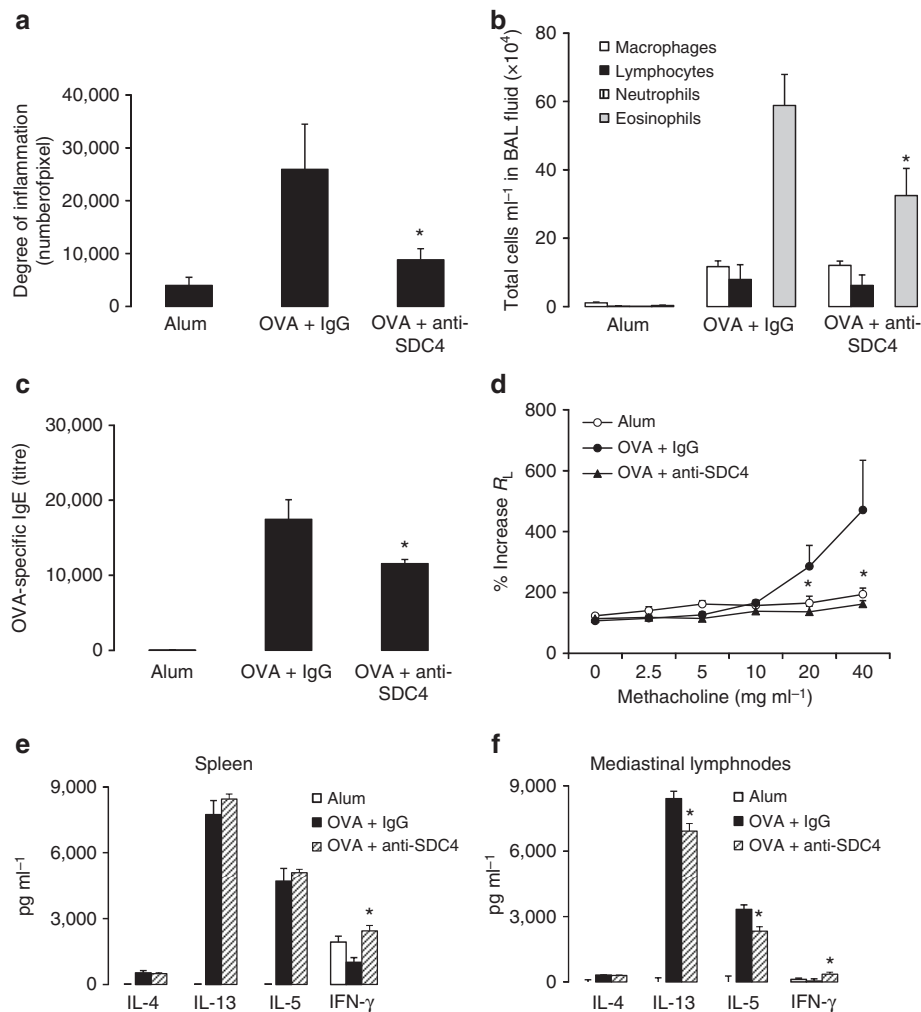 a
Degree of inflammation
(numberofpixel)
40,000
30,000
20,000
10,000
0
*
Alum
OVA + IgG
OVA + anti-
SDC4
b
Total cells ml⁻¹ in BAL fluid (×10⁴)
80
60
40
20
0
Macrophages
Lymphocytes
Neutrophils
Eosinophils
*
Alum
OVA + IgG
OVA + anti-
SDC4
c
OVA-specific IgE (titre)
30,000
20,000
10,000
0
*
Alum
OVA + IgG
OVA + anti-
SDC4
d
% Increase R_L
800
600
400
200
0
Alum
OVA + IgG
OVA + anti-SDC4
*
*
0 2.5 5 10 20 40
Methacholine (mg ml⁻¹)
e
Spleen
pg ml⁻¹
9,000
6,000
3,000
0
Alum
OVA + IgG
OVA + anti-SDC4
*
IL-4 IL-13 IL-5 IFN-γ
f
Mediastinal lymphnodes
pg ml⁻¹
9,000
6,000
3,000
0
Alum
OVA + IgG
OVA + anti-SDC4
*
*
*
IL-4 IL-13 IL-5 IFN-γ